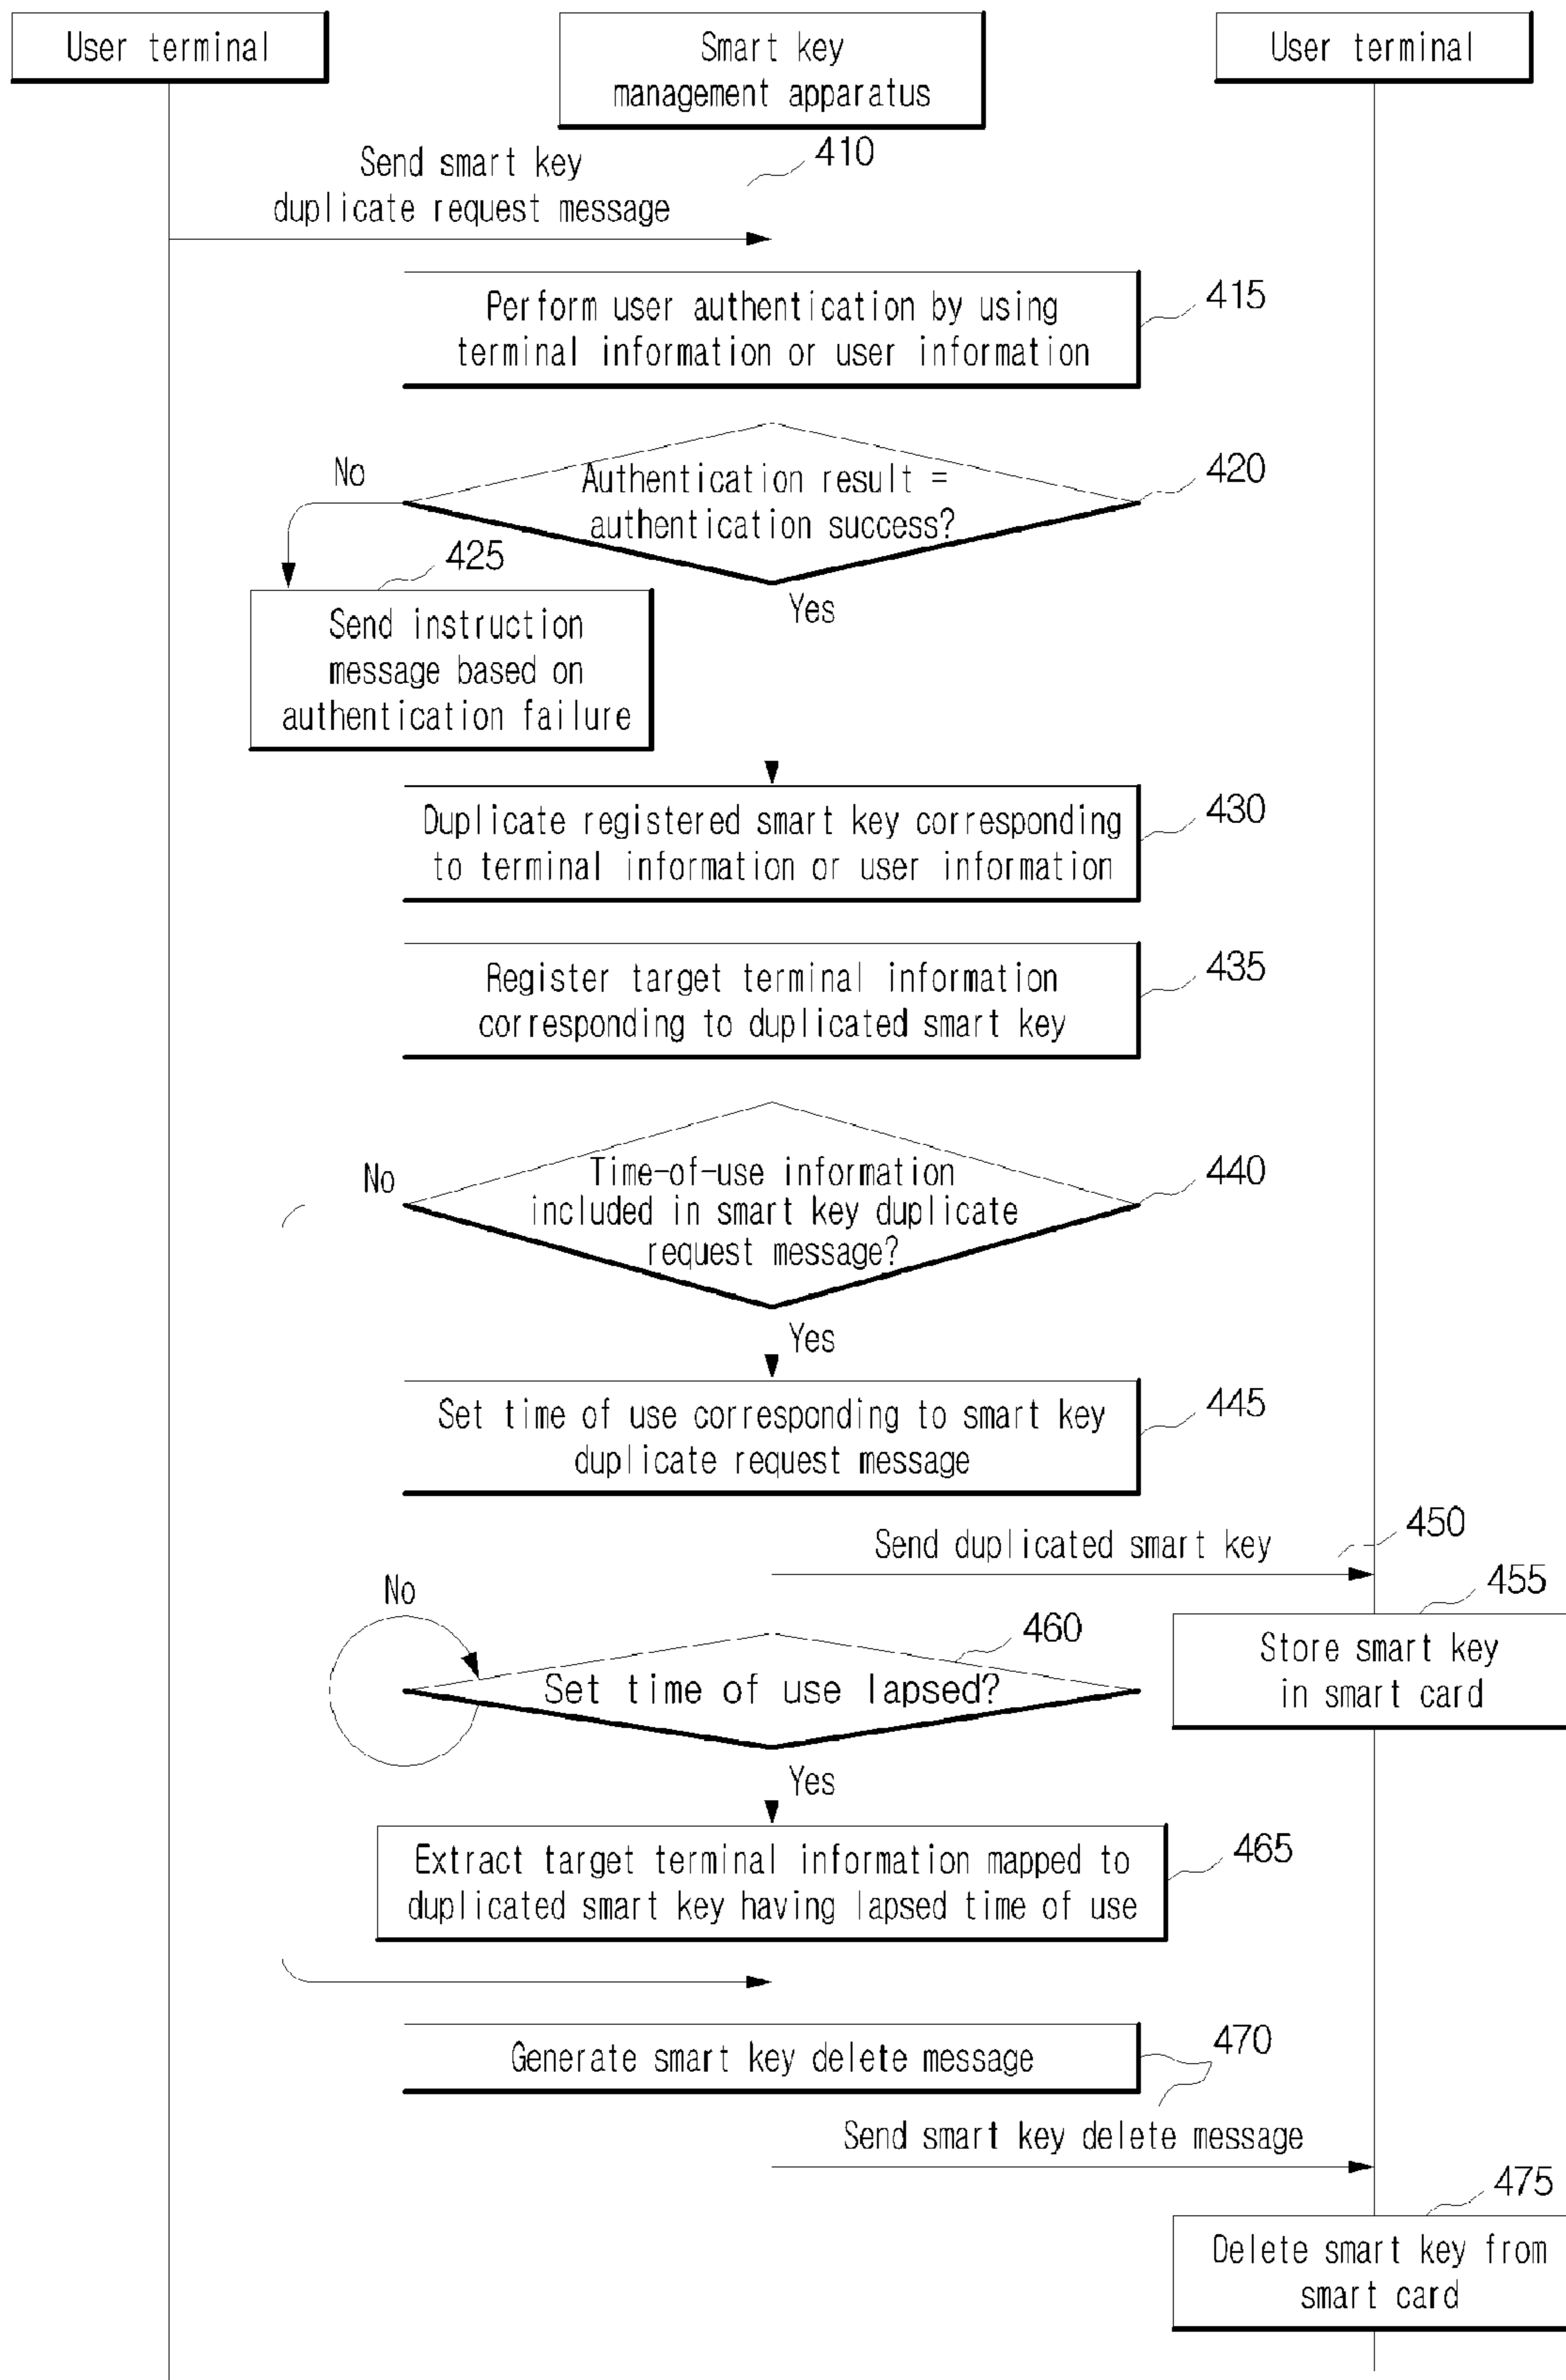 User terminal
Smart key
management apparatus
User terminal
410
Send smart key
duplicate request message
415
Perform user authentication by using
terminal information or user information
420
No
Authentication result =
authentication success?
425
Yes
Send instruction
message based on
authentication failure
430
Duplicate registered smart key corresponding
to terminal information or user information
435
Register target terminal information
corresponding to duplicated smart key
440
No
Time-of-use information
included in smart key duplicate
request message?
Yes
445
Set time of use corresponding to smart key
duplicate request message
450
Send duplicated smart key
455
No
460
Store smart key
in smart card
Set time of use lapsed?
Yes
465
Extract target terminal information mapped to
duplicated smart key having lapsed time of use
470
Generate smart key delete message
Send smart key delete message
475
Delete smart key from
smart card